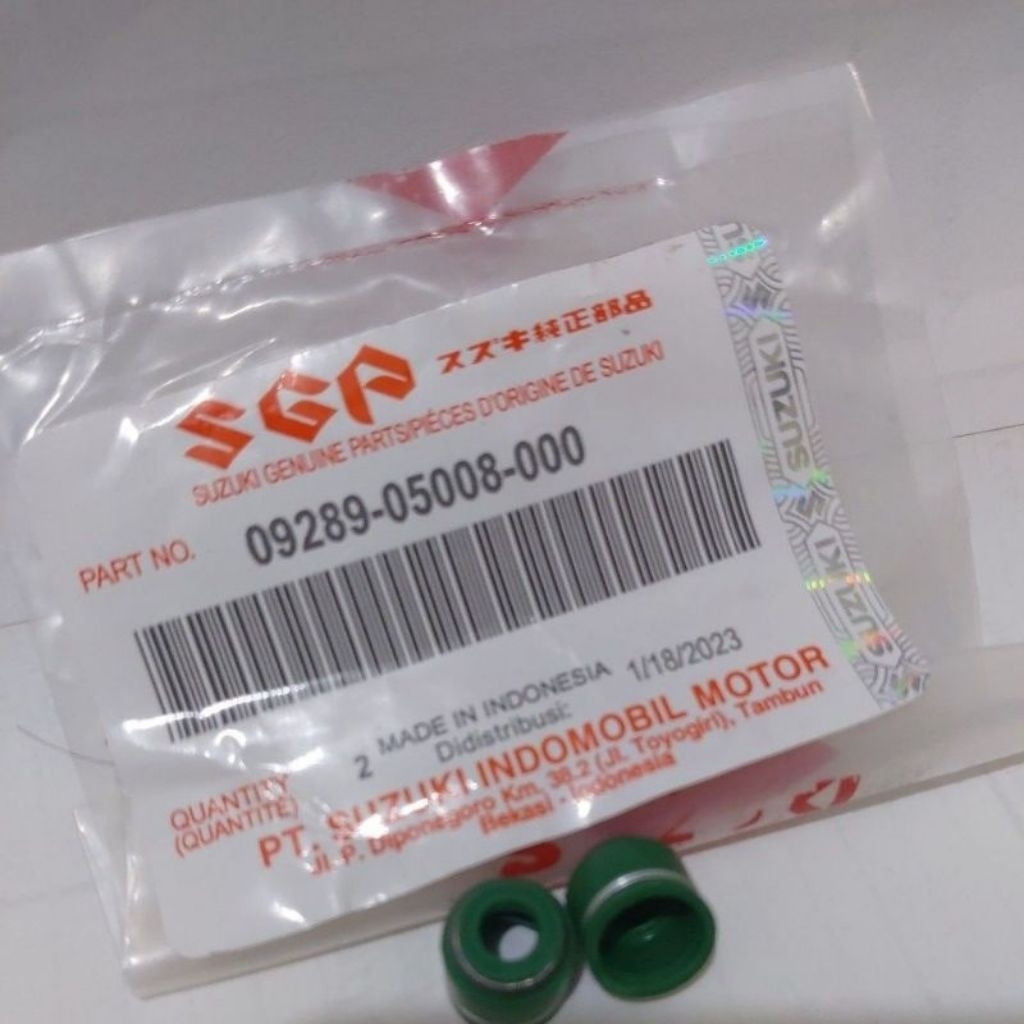 SGP スズキ純正部品
SUZUKI GENUINE PARTS/PIÈCES D'ORIGINE DE SUZUKI
PART NO. 09289-05008-000
MADE IN INDONESIA 1/18/2023
QUANTITY 2 Didistribusi:
(QUANTITE)
PT. SUZUKI INDOMOBIL MOTOR
Jl. P. Diponegoro Km. 38.2 (Jl. Toyogiri), Tambun
Bekasi - Indonesia
SUZUKI
SUZUKI